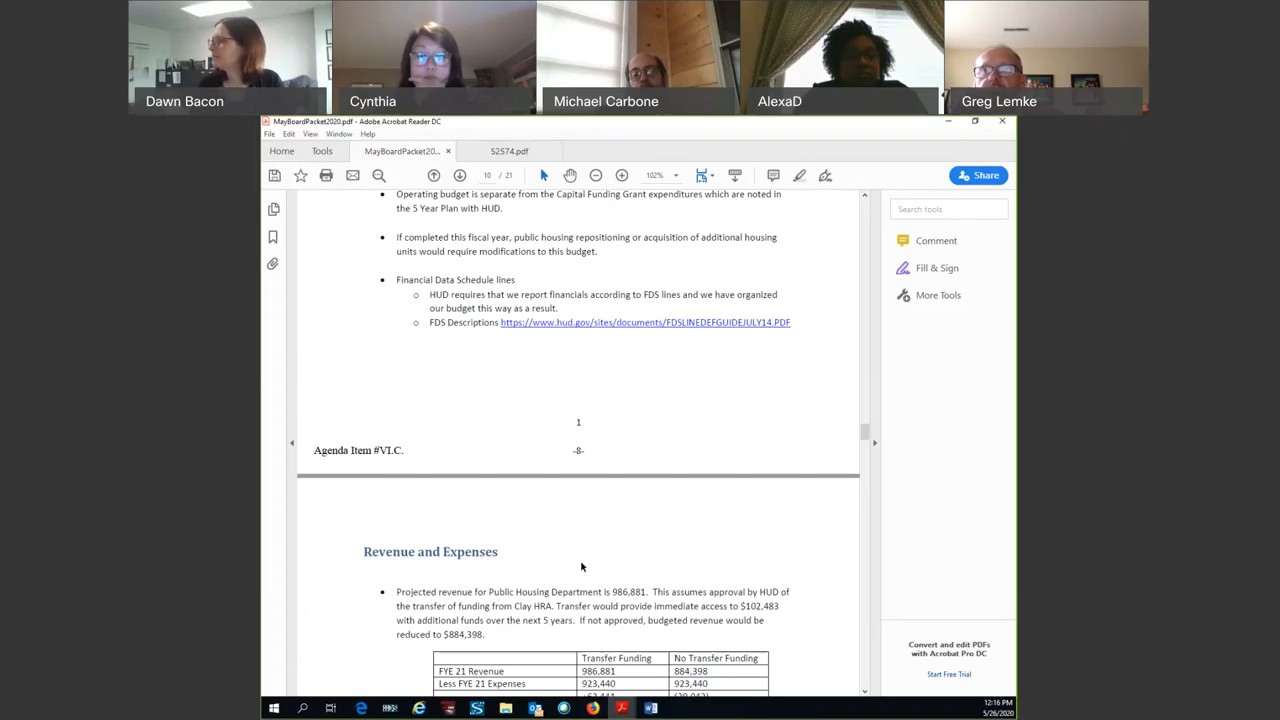 Dawn Bacon
Cynthia
Michael Carbone
AlexaD
Greg Lemke
MayBoardPacket2020.pdf - Adobe Acrobat Reader DC
File Edit View Window Help
Home Tools MayBoardPacket20... × 52574.pdf
10 / 21 102% Share
Search tools
Comment
Fill & Sign
More Tools
• Operating budget is separate from the Capital Funding Grant expenditures which are noted in
the 5 Year Plan with HUD.
• If completed this fiscal year, public housing repositioning or acquisition of additional housing
units would require modifications to this budget.
• Financial Data Schedule lines
o HUD requires that we report financials according to FDS lines and we have organized
our budget this way as a result.
o FDS Descriptions https://www.hud.gov/sites/documents/FDSLINEDEFGUIDEJULY14.PDF
1
Agenda Item #VI.C. -8-
Revenue and Expenses
• Projected revenue for Public Housing Department is 986,881. This assumes approval by HUD of
the transfer of funding from Clay HRA. Transfer would provide immediate access to $102,483
with additional funds over the next 5 years. If not approved, budgeted revenue would be
reduced to $884,398.
Transfer Funding No Transfer Funding
FYE 21 Revenue 986,881 884,398
Less FYE 21 Expenses 923,440 923,440
Convert and edit PDFs
with Acrobat Pro DC
Start Free Trial
12:16 PM
5/26/2020